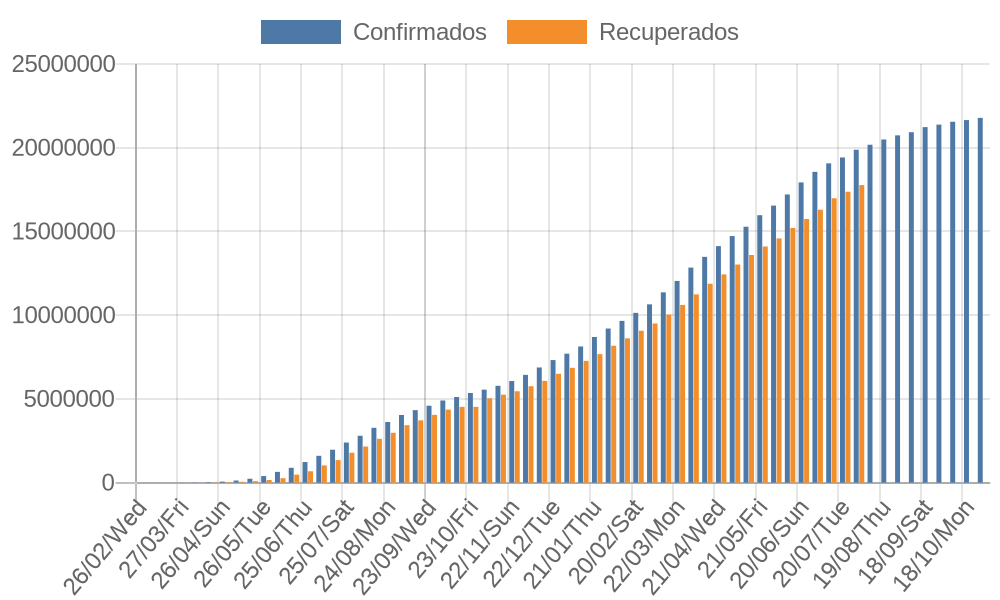 Confirmados Recuperados
25000000
20000000
15000000
10000000
5000000
0
26/02/Wed
27/03/Fri
26/04/Sun
26/05/Tue
25/06/Thu
25/07/Sat
24/08/Mon
23/09/Wed
23/10/Fri
22/11/Sun
22/12/Tue
21/01/Thu
20/02/Sat
22/03/Mon
21/04/Wed
21/05/Fri
20/06/Sun
20/07/Tue
19/08/Thu
18/09/Sat
18/10/Mon